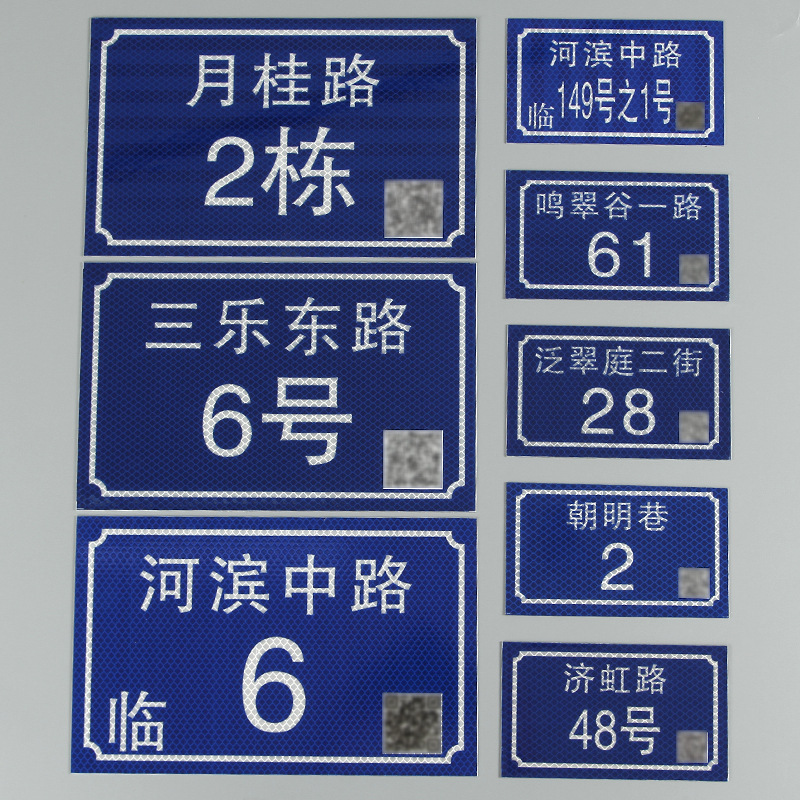 月桂路
2栋
三乐东路
6号
河滨中路
6
临
河滨中路
临 149号之1号
鸣翠谷一路
61
泛翠庭二街
28
朝明巷
2
济虹路
48号